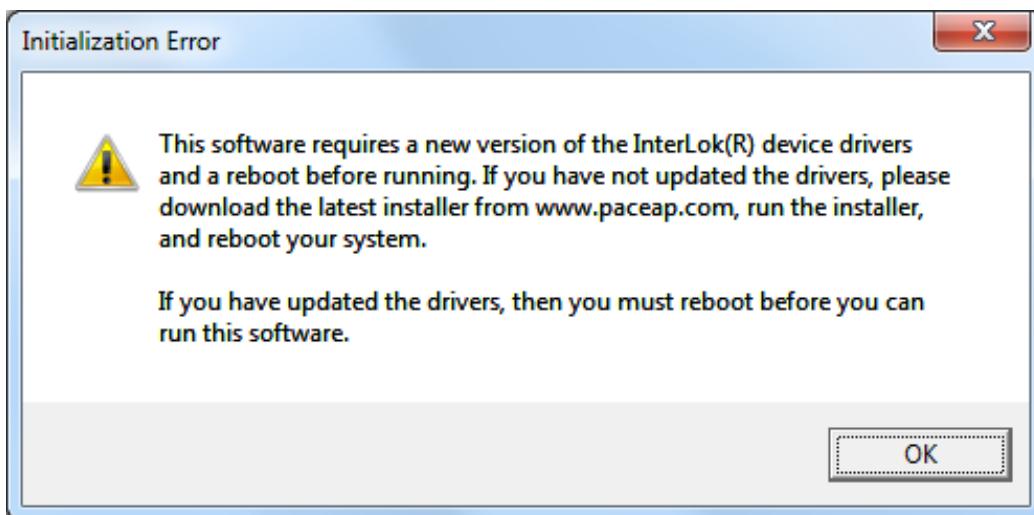 Initialization Error
This software requires a new version of the InterLok(R) device drivers
and a reboot before running. If you have not updated the drivers, please
download the latest installer from www.paceap.com, run the installer,
and reboot your system.
If you have updated the drivers, then you must reboot before you can
run this software.
OK